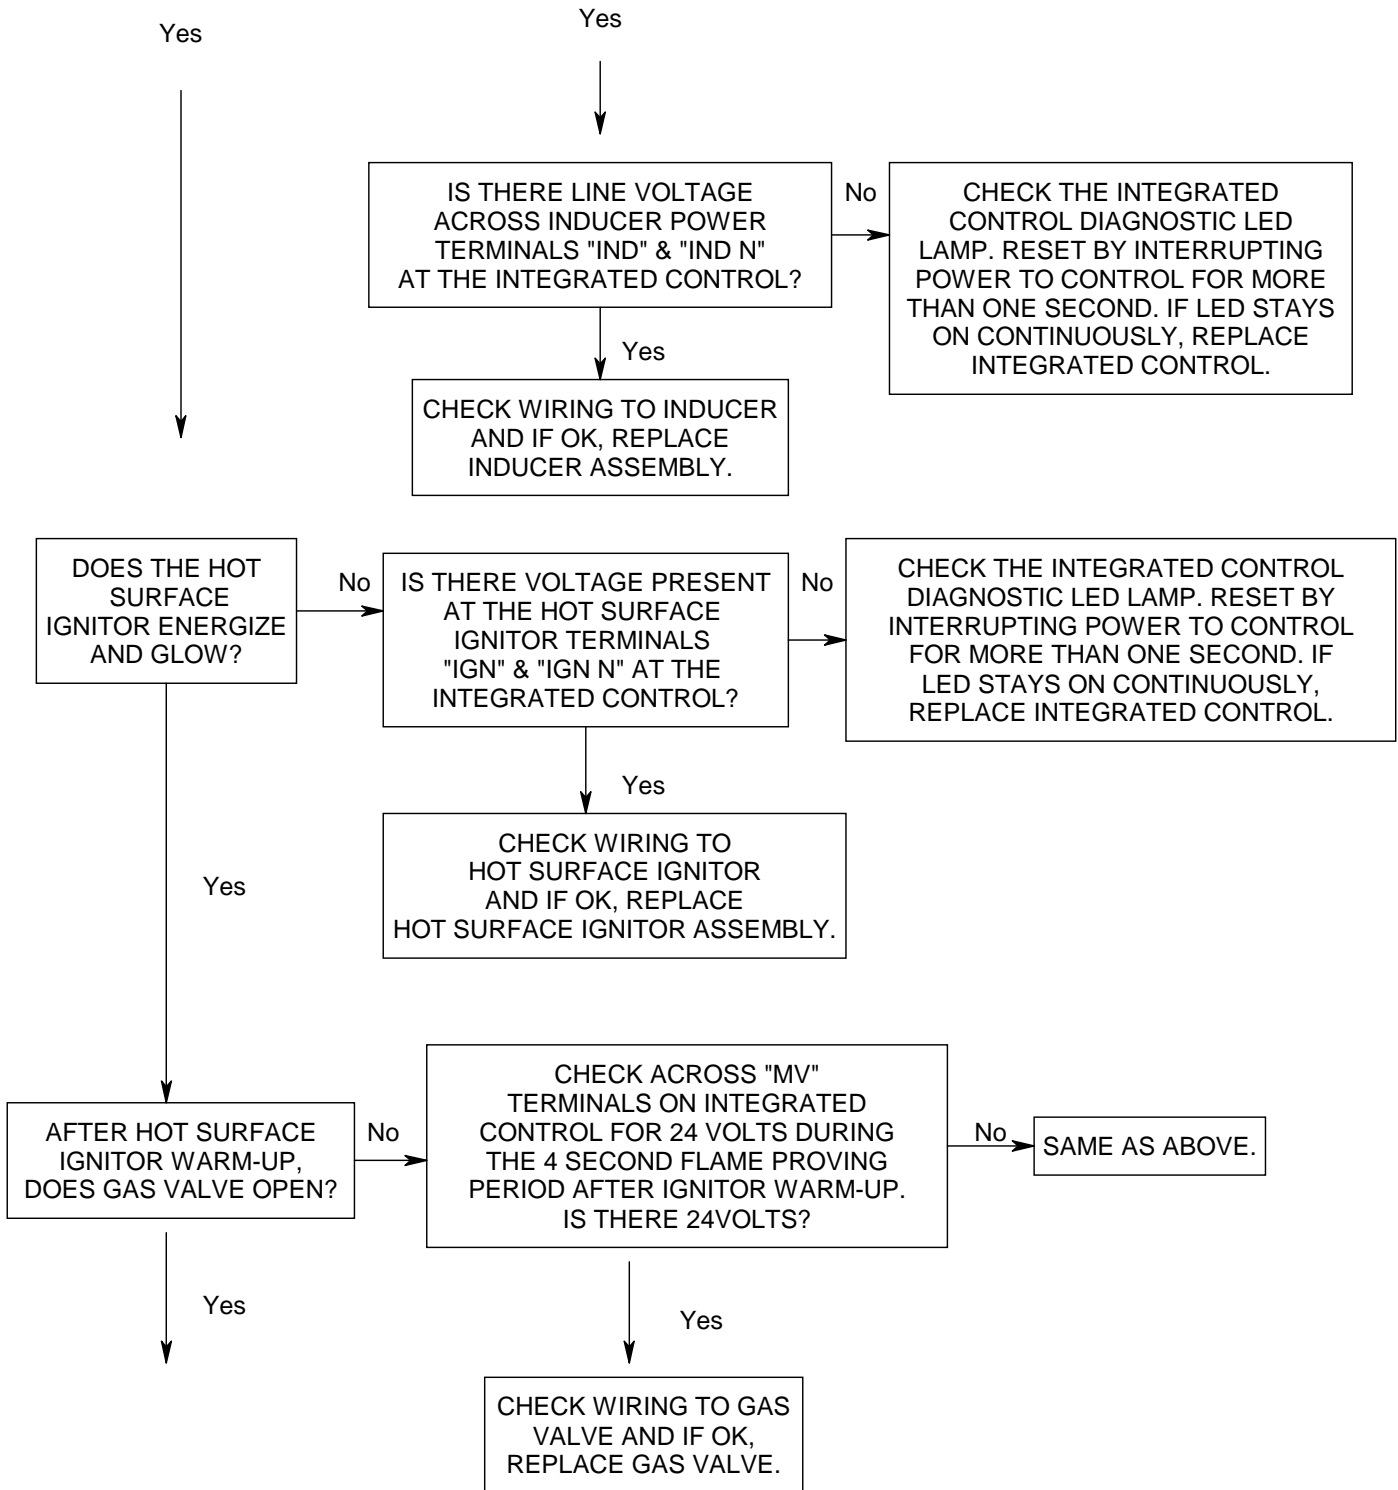 Yes
Yes
IS THERE LINE VOLTAGE
ACROSS INDUCER POWER
TERMINALS "IND" & "IND N"
AT THE INTEGRATED CONTROL?
No
CHECK THE INTEGRATED
CONTROL DIAGNOSTIC LED
LAMP. RESET BY INTERRUPTING
POWER TO CONTROL FOR MORE
THAN ONE SECOND. IF LED STAYS
ON CONTINUOUSLY, REPLACE
INTEGRATED CONTROL.
Yes
CHECK WIRING TO INDUCER
AND IF OK, REPLACE
INDUCER ASSEMBLY.
DOES THE HOT
SURFACE
IGNITOR ENERGIZE
AND GLOW?
No
IS THERE VOLTAGE PRESENT
AT THE HOT SURFACE
IGNITOR TERMINALS
"IGN" & "IGN N" AT THE
INTEGRATED CONTROL?
No
CHECK THE INTEGRATED CONTROL
DIAGNOSTIC LED LAMP. RESET BY
INTERRUPTING POWER TO CONTROL
FOR MORE THAN ONE SECOND. IF
LED STAYS ON CONTINUOUSLY,
REPLACE INTEGRATED CONTROL.
Yes
CHECK WIRING TO
HOT SURFACE IGNITOR
AND IF OK, REPLACE
HOT SURFACE IGNITOR ASSEMBLY.
Yes
AFTER HOT SURFACE
IGNITOR WARM-UP,
DOES GAS VALVE OPEN?
No
CHECK ACROSS "MV"
TERMINALS ON INTEGRATED
CONTROL FOR 24 VOLTS DURING
THE 4 SECOND FLAME PROVING
PERIOD AFTER IGNITOR WARM-UP.
IS THERE 24VOLTS?
No
SAME AS ABOVE.
Yes
Yes
CHECK WIRING TO GAS
VALVE AND IF OK,
REPLACE GAS VALVE.